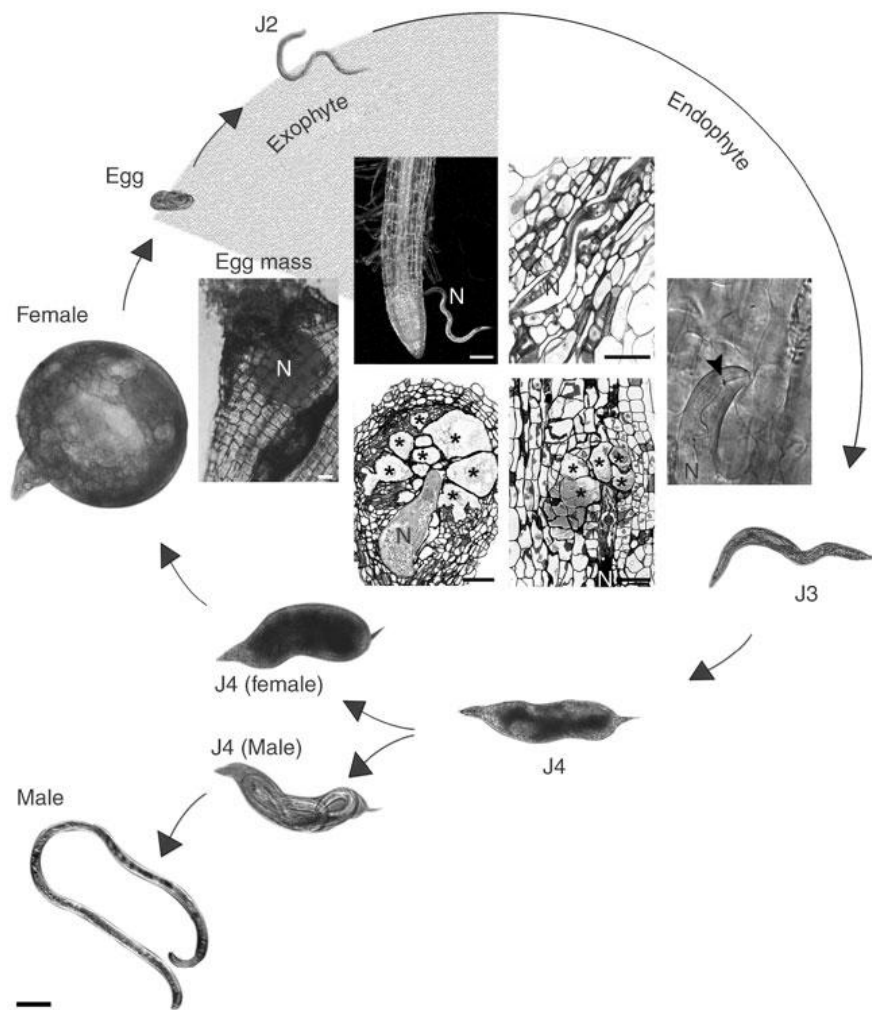 J2
Exophyte
Endophyte
Egg
Egg mass
Female
N
N
N
N
* * * * * * *
N
* * * * *
N
J3
J4 (female)
J4
J4 (Male)
Male